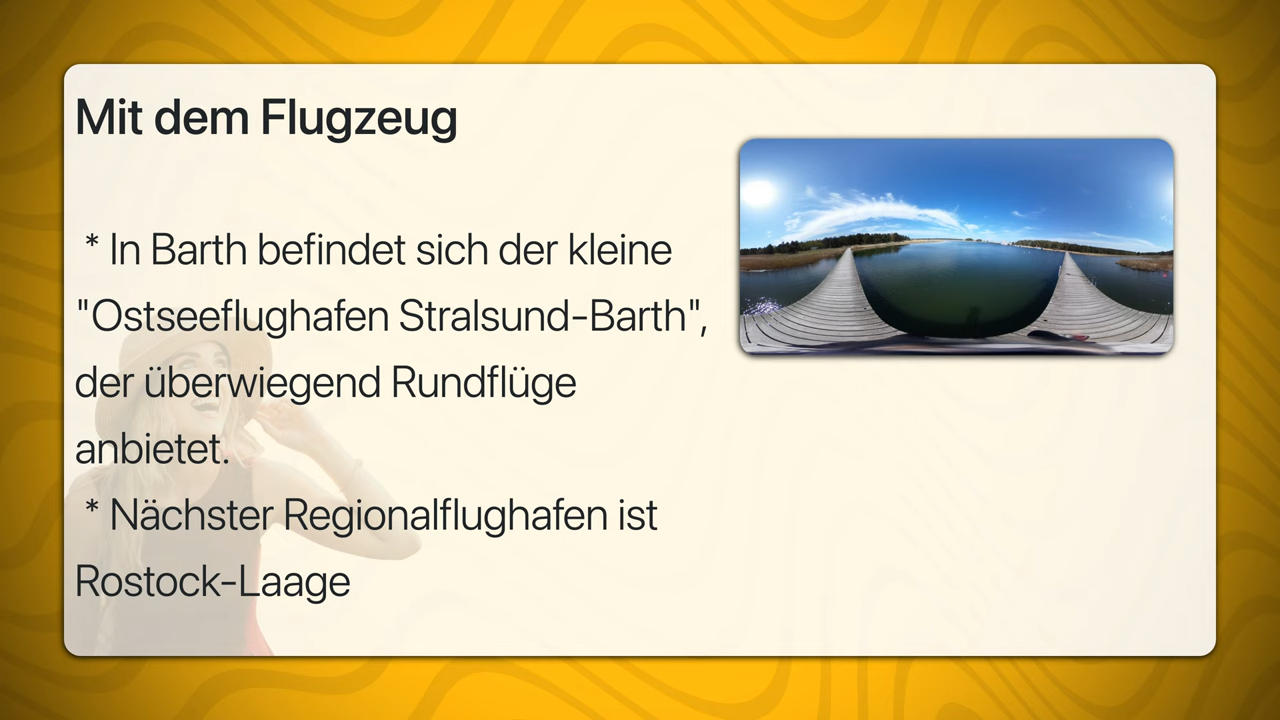 Mit dem Flugzeug
* In Barth befindet sich der kleine
"Ostseeflughafen Stralsund-Barth",
der überwiegend Rundflüge
anbietet.
* Nächster Regionalflughafen ist
Rostock-Laage